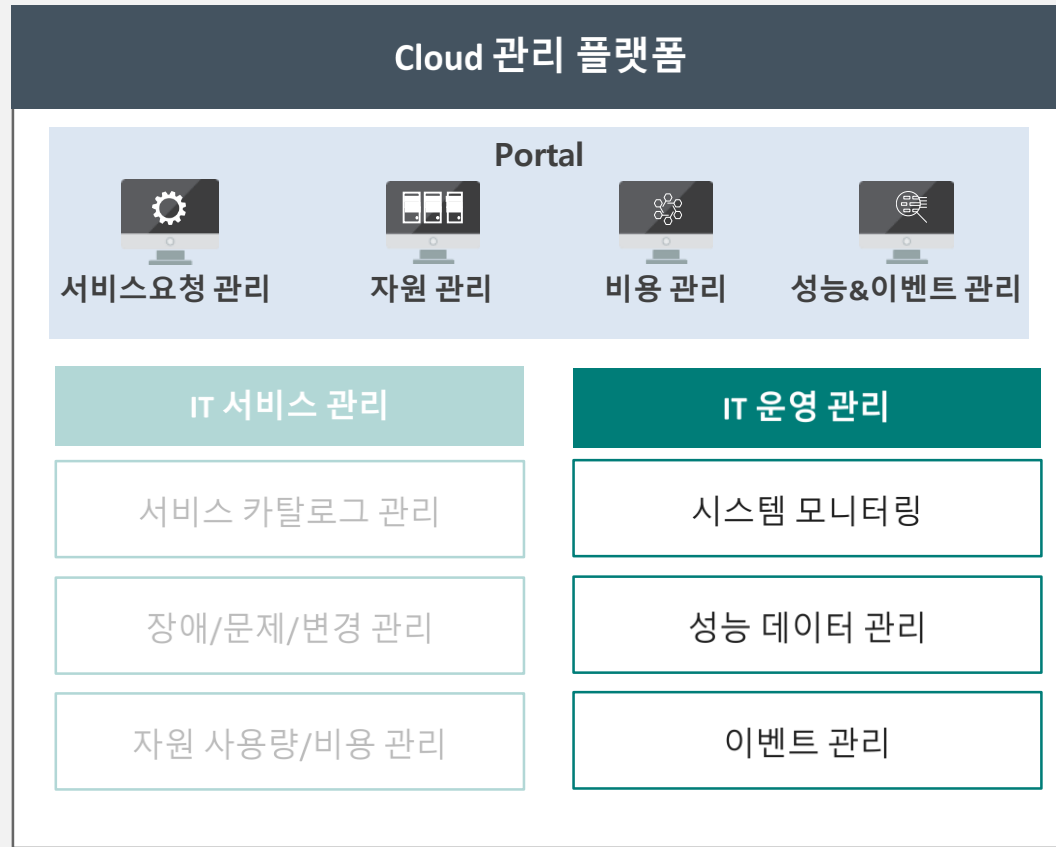 Cloud 관리 플랫폼
Portal
서비스요청 관리
자원 관리
비용 관리
성능&이벤트 관리
IT 서비스 관리
IT 운영 관리
서비스 카탈로그 관리
시스템 모니터링
장애/문제/변경 관리
성능 데이터 관리
자원 사용량/비용 관리
이벤트 관리